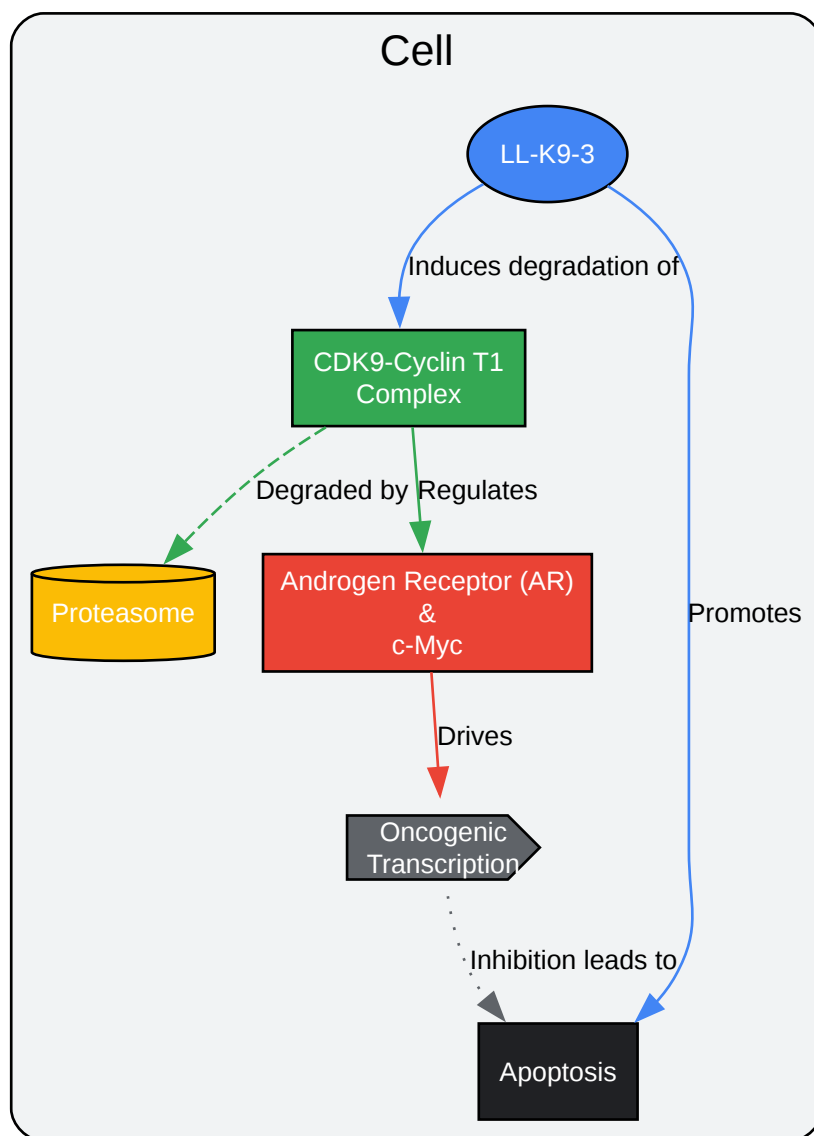 Cell
LL-K9-3
Induces degradation of
CDK9-Cyclin T1
Complex
Degraded by
Regulates
Proteasome
Androgen Receptor (AR)
&
c-Myc
Promotes
Drives
Oncogenic
Transcription
Inhibition leads to
Apoptosis